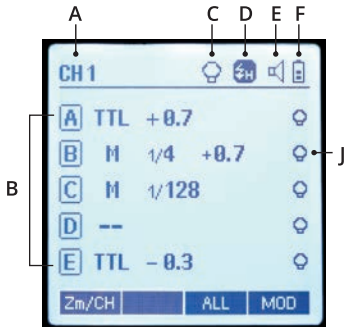 A C D E F
CH1 H
A TTL +0.7
B M 1/4 +0.7 J
B
C M 1/128
D --
E TTL -0.3
Zm/CH ALL MOD